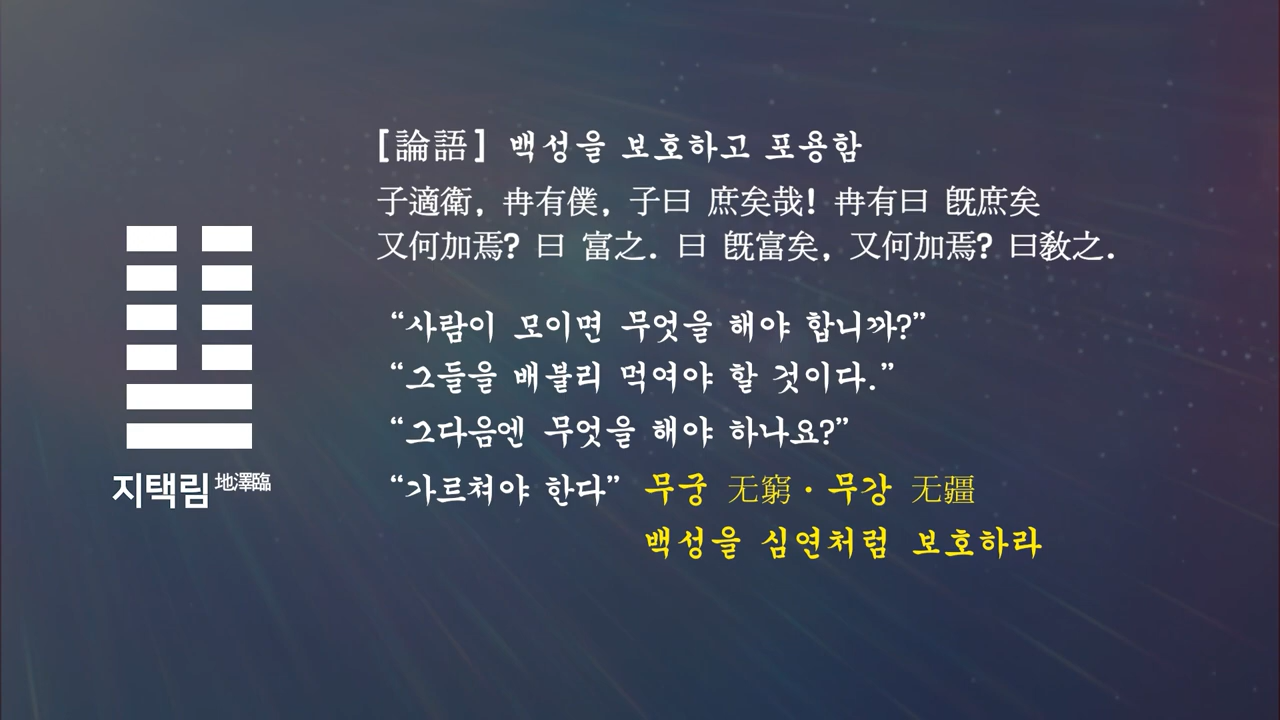 [論語] 백성을 보호하고 포용함
子適衛, 冉有僕, 子曰 庶矣哉! 冉有曰 旣庶矣
又何加焉? 曰 富之. 曰 旣富矣, 又何加焉? 曰敎之.
“사람이 모이면 무엇을 해야 합니까?”
“그들을 배불리 먹여야 할 것이다.”
“그다음엔 무엇을 해야 하나요?”
“가르쳐야 한다” 무궁 无窮 · 무강 无疆
백성을 심연처럼 보호하라
지택림 地澤臨